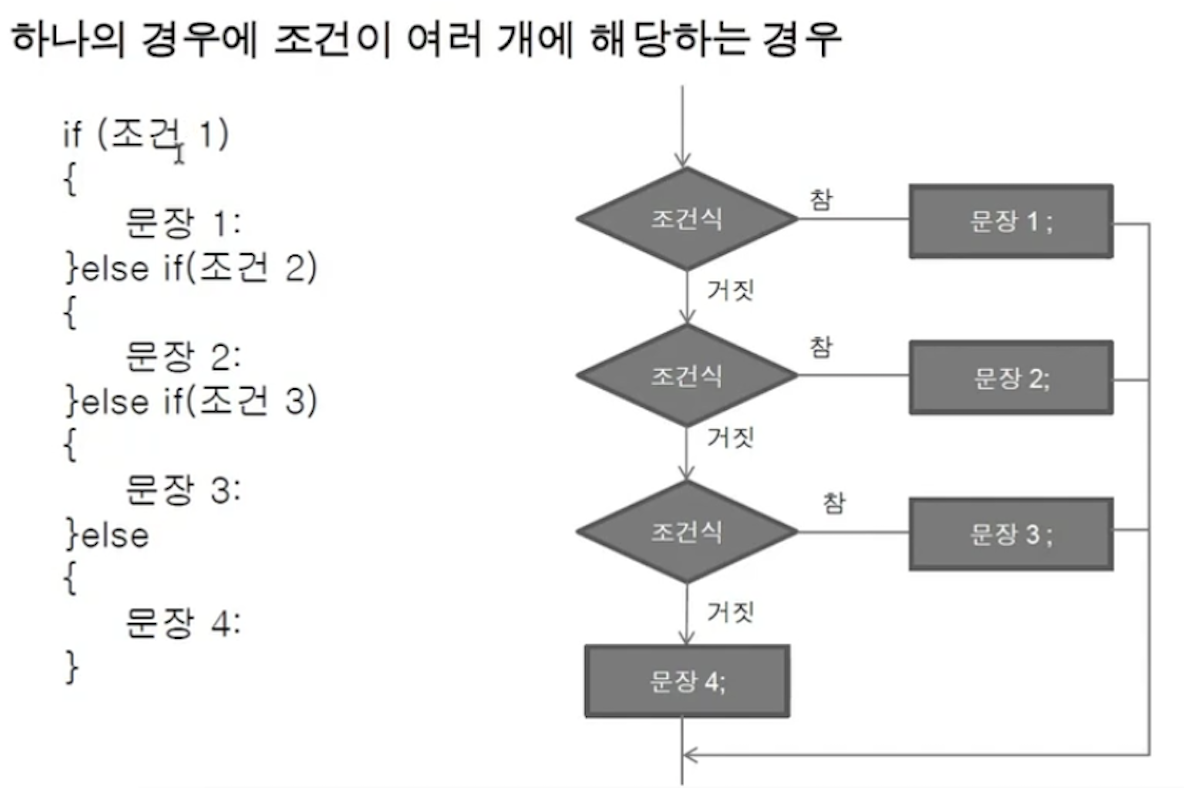 하나의 경우에 조건이 여러 개에 해당하는 경우
if (조건 1)
{
문장 1:
}else if(조건 2)
{
문장 2:
}else if(조건 3)
{
문장 3:
}else
{
문장 4:
}
조건식
참
문장 1 ;
거짓
조건식
참
문장 2;
거짓
조건식
참
문장 3 ;
거짓
문장 4;